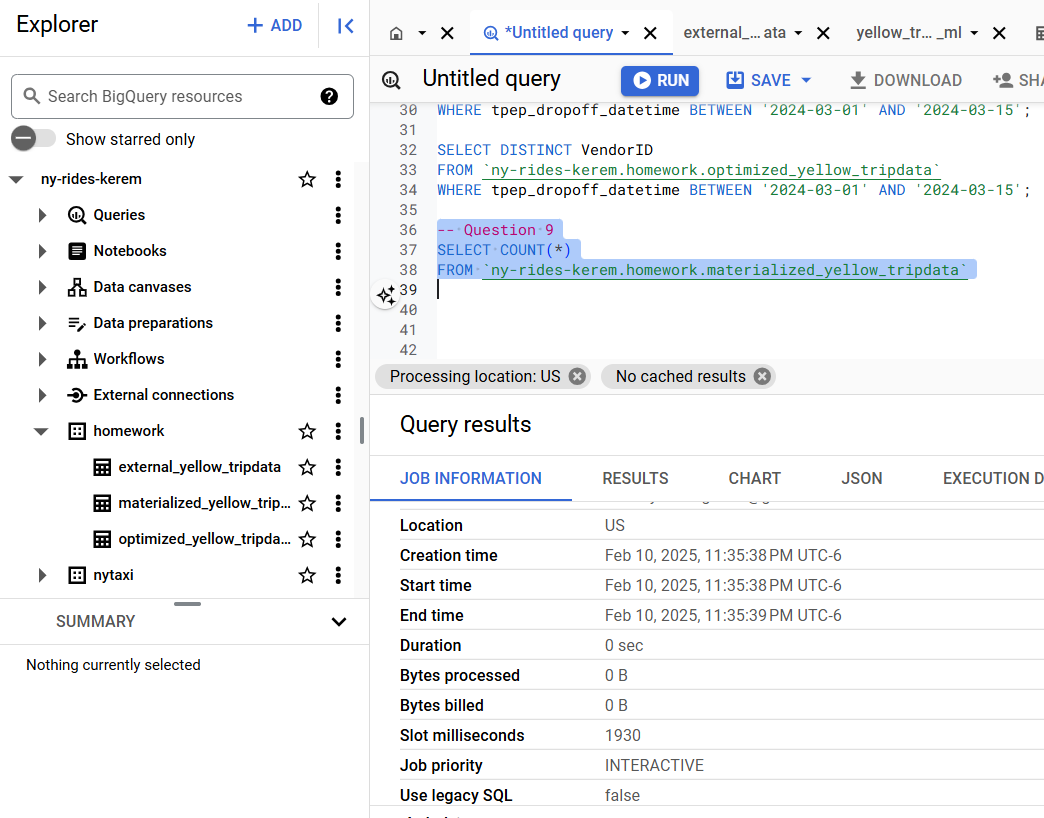 Explorer
+ ADD
Search BigQuery resources
Show starred only
ny-rides-kerem
Queries
Notebooks
Data canvases
Data preparations
Workflows
External connections
homework
external_yellow_tripdata
materialized_yellow_trip...
optimized_yellow_tripda...
nytaxi
SUMMARY
Nothing currently selected
*Untitled query
external_... ata
yellow_tr... _ml
Untitled query
RUN
SAVE
DOWNLOAD
SHA
30 WHERE tpep_dropoff_datetime BETWEEN '2024-03-01' AND '2024-03-15';
31
32 SELECT DISTINCT VendorID
33 FROM `ny-rides-kerem.homework.optimized_yellow_tripdata`
34 WHERE tpep_dropoff_datetime BETWEEN '2024-03-01' AND '2024-03-15';
35
36 -- Question 9
37 SELECT COUNT(*)
38 FROM `ny-rides-kerem.homework.materialized_yellow_tripdata`
39
40
41
42
Processing location: US
No cached results
Query results
JOB INFORMATION RESULTS CHART JSON EXECUTION D
Location US
Creation time Feb 10, 2025, 11:35:38 PM UTC-6
Start time Feb 10, 2025, 11:35:38 PM UTC-6
End time Feb 10, 2025, 11:35:39 PM UTC-6
Duration 0 sec
Bytes processed 0 B
Bytes billed 0 B
Slot milliseconds 1930
Job priority INTERACTIVE
Use legacy SQL false